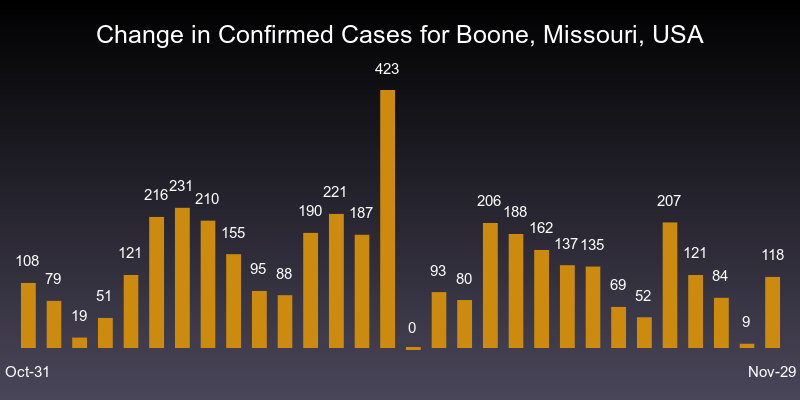 Change in Confirmed Cases for Boone, Missouri, USA
108 79 19 51 121 216 231 210 155 95 88 190 221 187 423 0 93 80 206 188 162 137 135 69 52 207 121 84 9 118
Oct-31 Nov-29